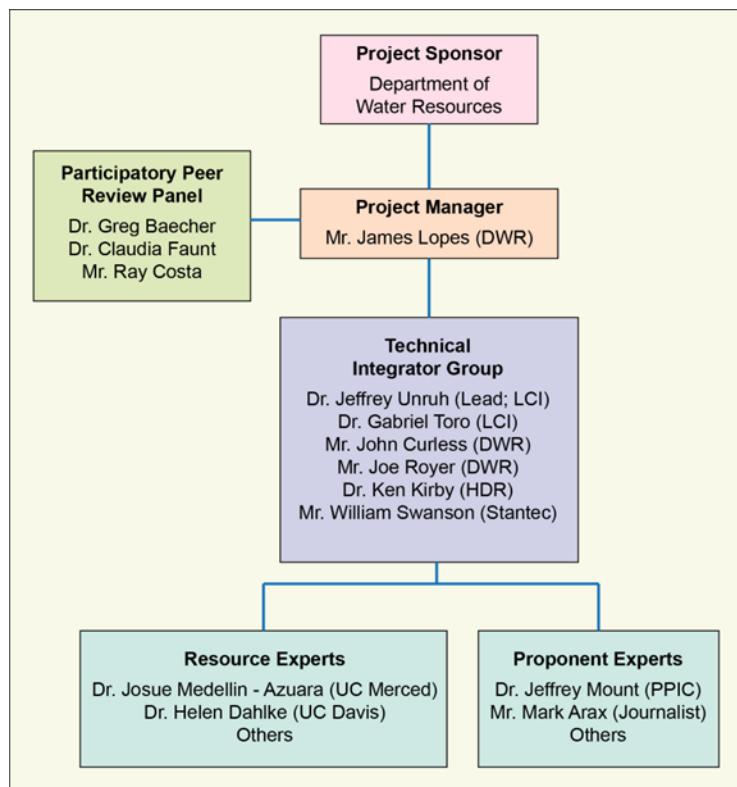 Project Sponsor
Department of
Water Resources
Participatory Peer
Review Panel
Dr. Greg Baecher
Dr. Claudia Faunt
Mr. Ray Costa
Project Manager
Mr. James Lopes (DWR)
Technical
Integrator Group
Dr. Jeffrey Unruh (Lead; LCI)
Dr. Gabriel Toro (LCI)
Mr. John Curless (DWR)
Mr. Joe Royer (DWR)
Dr. Ken Kirby (HDR)
Mr. William Swanson (Stantec)
Resource Experts
Dr. Josue Medellin - Azuara (UC Merced)
Dr. Helen Dahlke (UC Davis)
Others
Proponent Experts
Dr. Jeffrey Mount (PPIC)
Mr. Mark Arax (Journalist)
Others